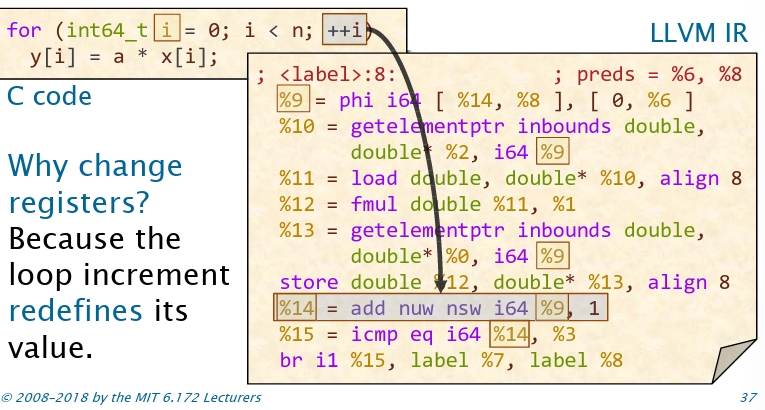 for (int64_t i = 0; i < n; ++i)
  y[i] = a * x[i];
C code
LLVM IR
; <label>:8:             ; preds = %6, %8
%9 = phi i64 [ %14, %8 ], [ 0, %6 ]
%10 = getelementptr inbounds double,
      double* %2, i64 %9
%11 = load double, double* %10, align 8
%12 = fmul double %11, %1
%13 = getelementptr inbounds double,
      double* %0, i64 %9
store double %12, double* %13, align 8
%14 = add nuw nsw i64 %9, 1
%15 = icmp eq i64 %14, %3
br i1 %15, label %7, label %8
Why change
registers?
Because the
loop increment
redefines its
value.
© 2008–2018 by the MIT 6.172 Lecturers
37